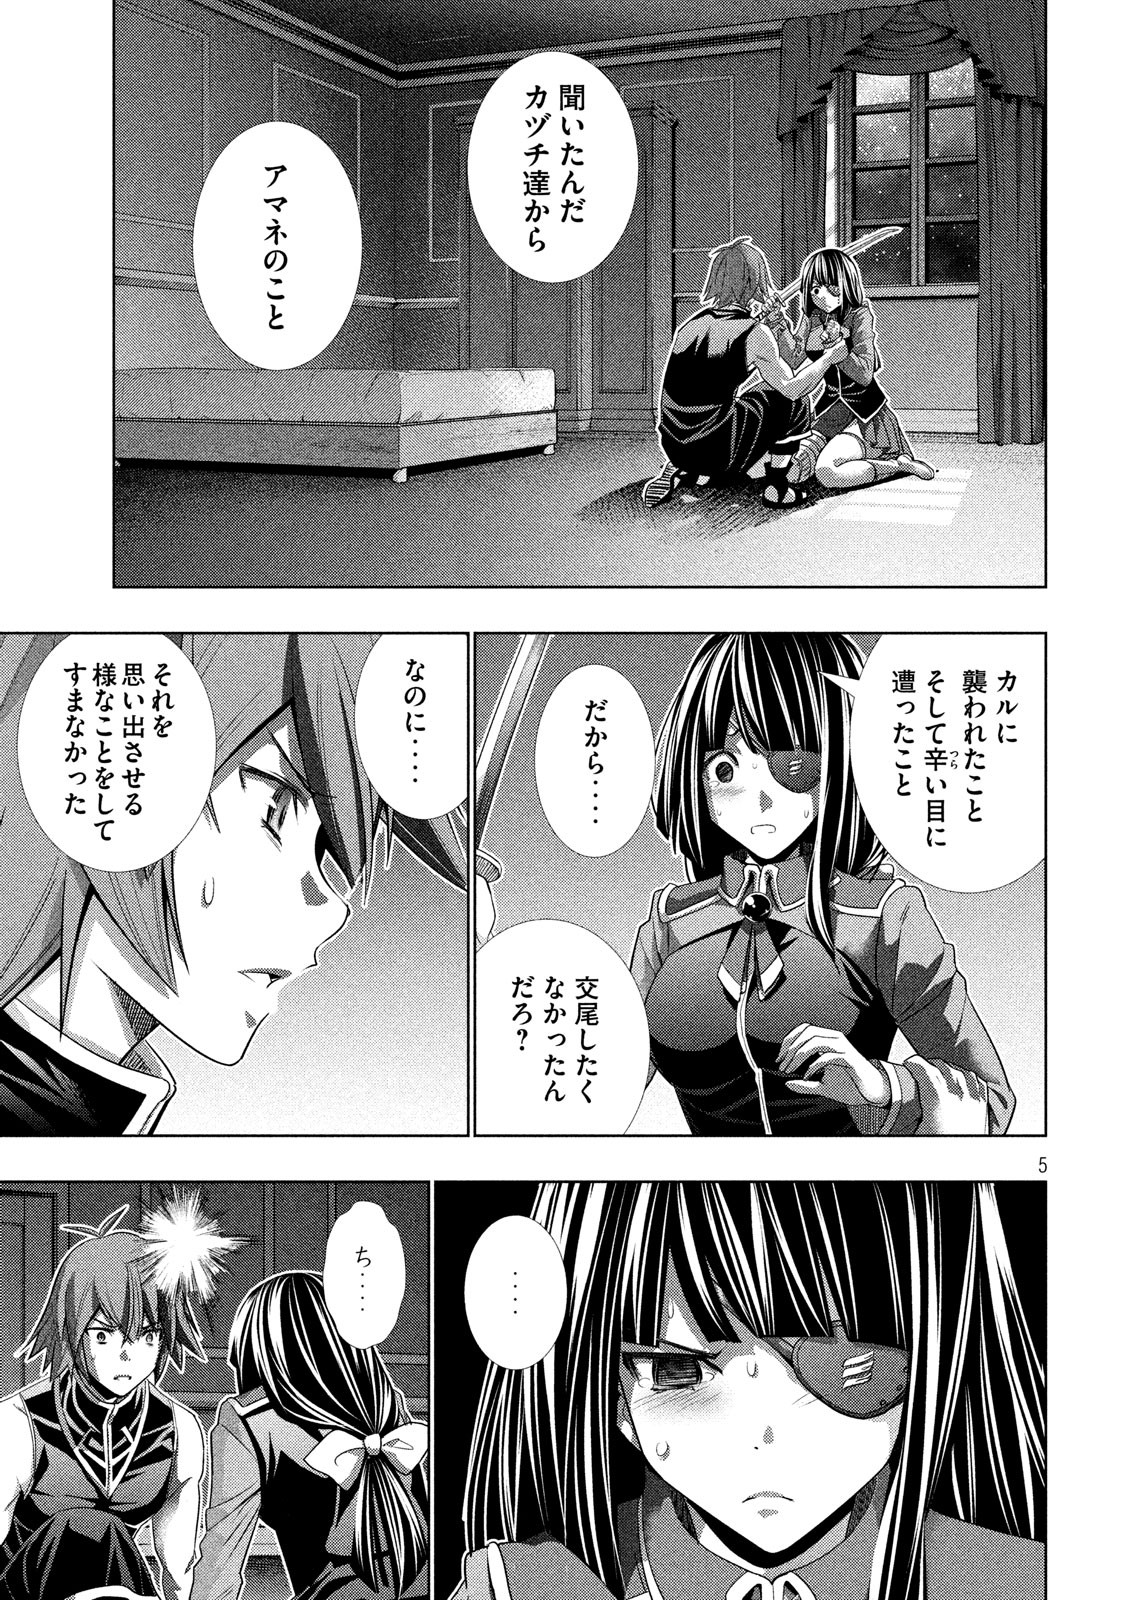 聞いたんだ
カヅチ達から
アマネのこと
カルに
襲われたこと
そして辛い目に
つら
遭ったこと
だから‥‥
交尾したく
なかったん
だろ？
なのに‥‥
それを
思い出させる
様なことをして
すまなかった
5
‥‥
ち‥‥